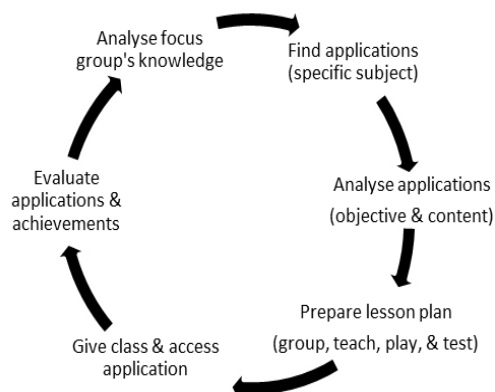 Analyse focus
group's knowledge
Find applications
(specific subject)
Analyse applications
(objective & content)
Prepare lesson plan
(group, teach, play, & test)
Give class & access
application
Evaluate
applications &
achievements